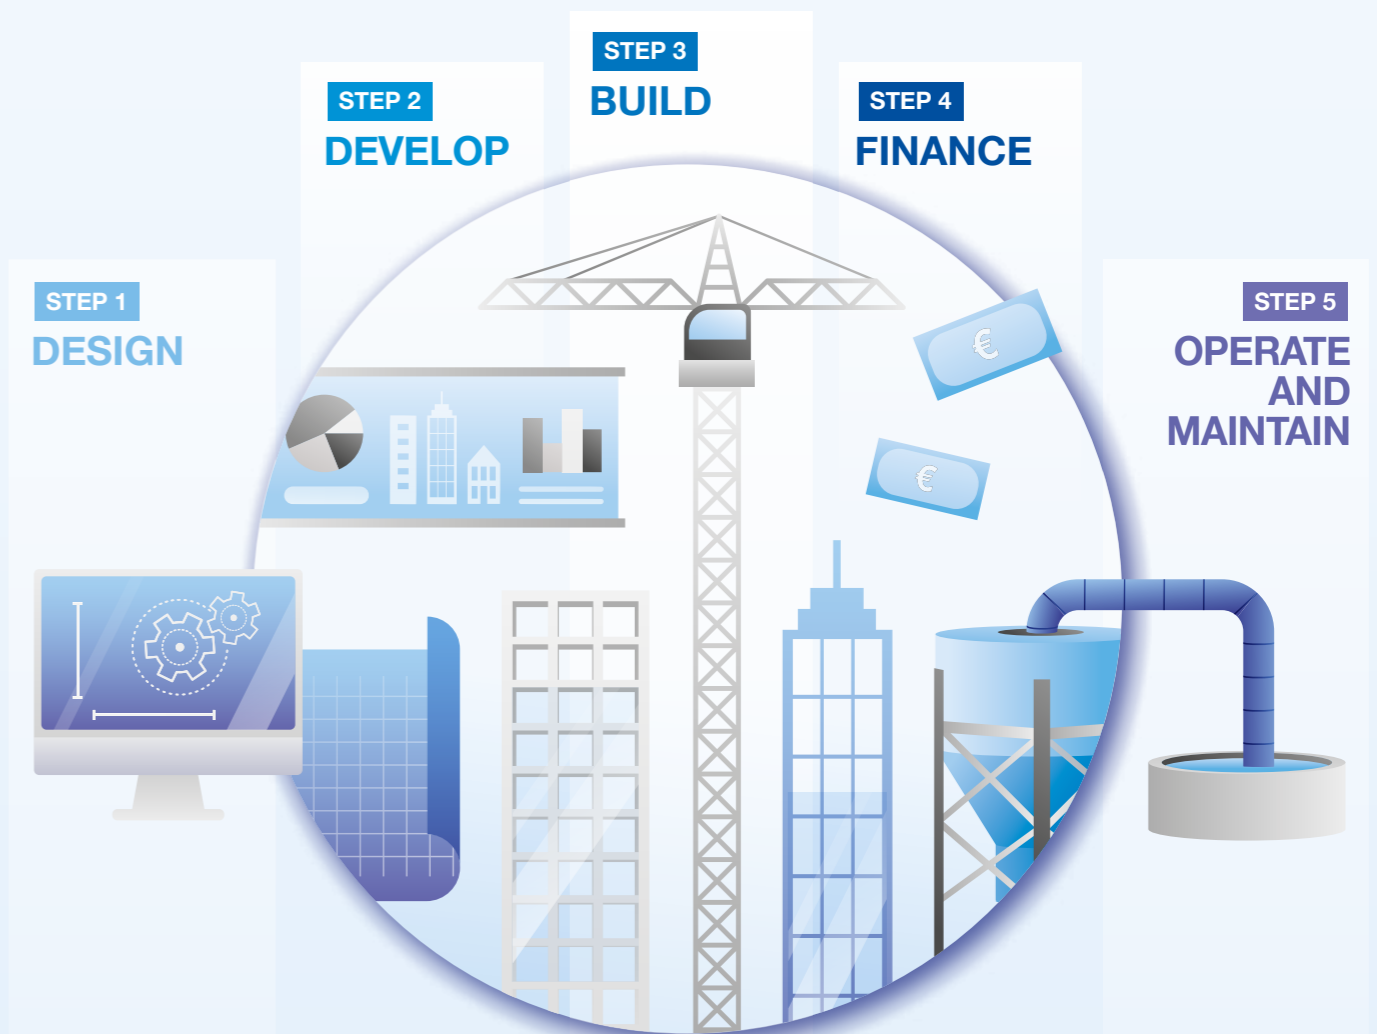 STEP 1
DESIGN
STEP 2
DEVELOP
STEP 3
BUILD
STEP 4
FINANCE
STEP 5
OPERATE
AND
MAINTAIN
€
€